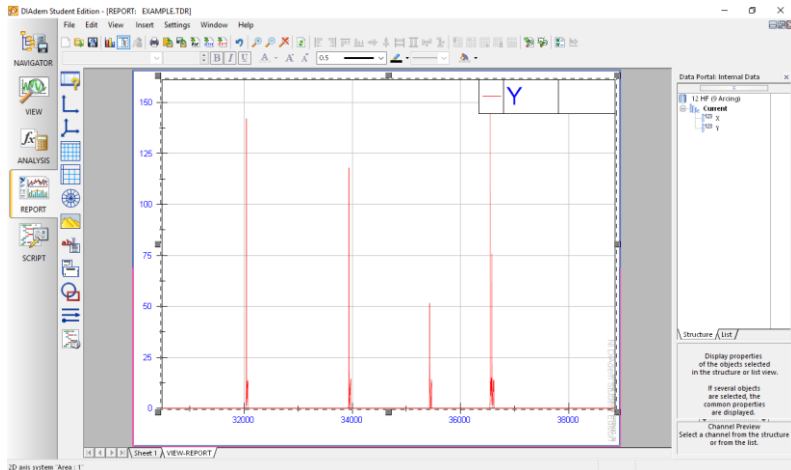 DIAdem Student Edition - [REPORT: EXAMPLE.TDR]
File Edit View Insert Settings Window Help
NAVIGATOR
VIEW
ANALYSIS
REPORT
SCRIPT
B I U A A A 0.5
Y
150
125
100
75
50
25
0
32000 34000 36000 38000
Sheet 1 VIEW-REPORT
2D axis system "Area : 1"
Data Portal: Internal Data
12 HF (9 Arcing)
Current
X
Y
Structure List
Display properties
of the objects selected
in the structure or list view.
If several objects
are selected, the
common properties
are displayed.
Channel Preview
Select a channel from the structure
or from the list.